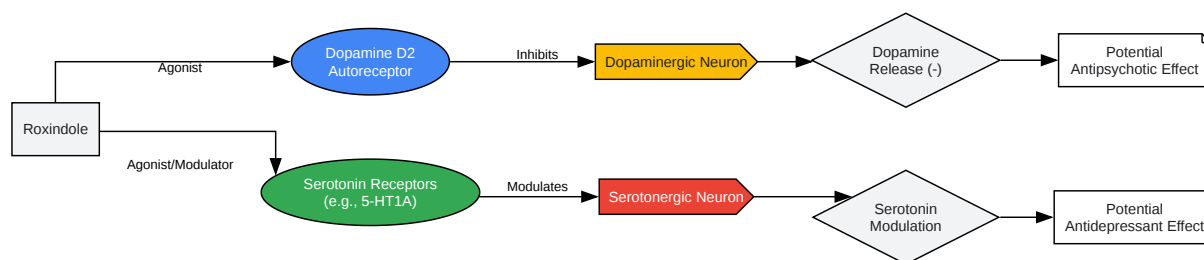 Roxindole
Agonist
Dopamine D2
Autoreceptor
Inhibits
Dopaminergic Neuron
Dopamine
Release (-)
Potential
Antipsychotic Effect
Agonist/Modulator
Serotonin Receptors
(e.g., 5-HT1A)
Modulates
Serotonergic Neuron
Serotonin
Modulation
Potential
Antidepressant Effect